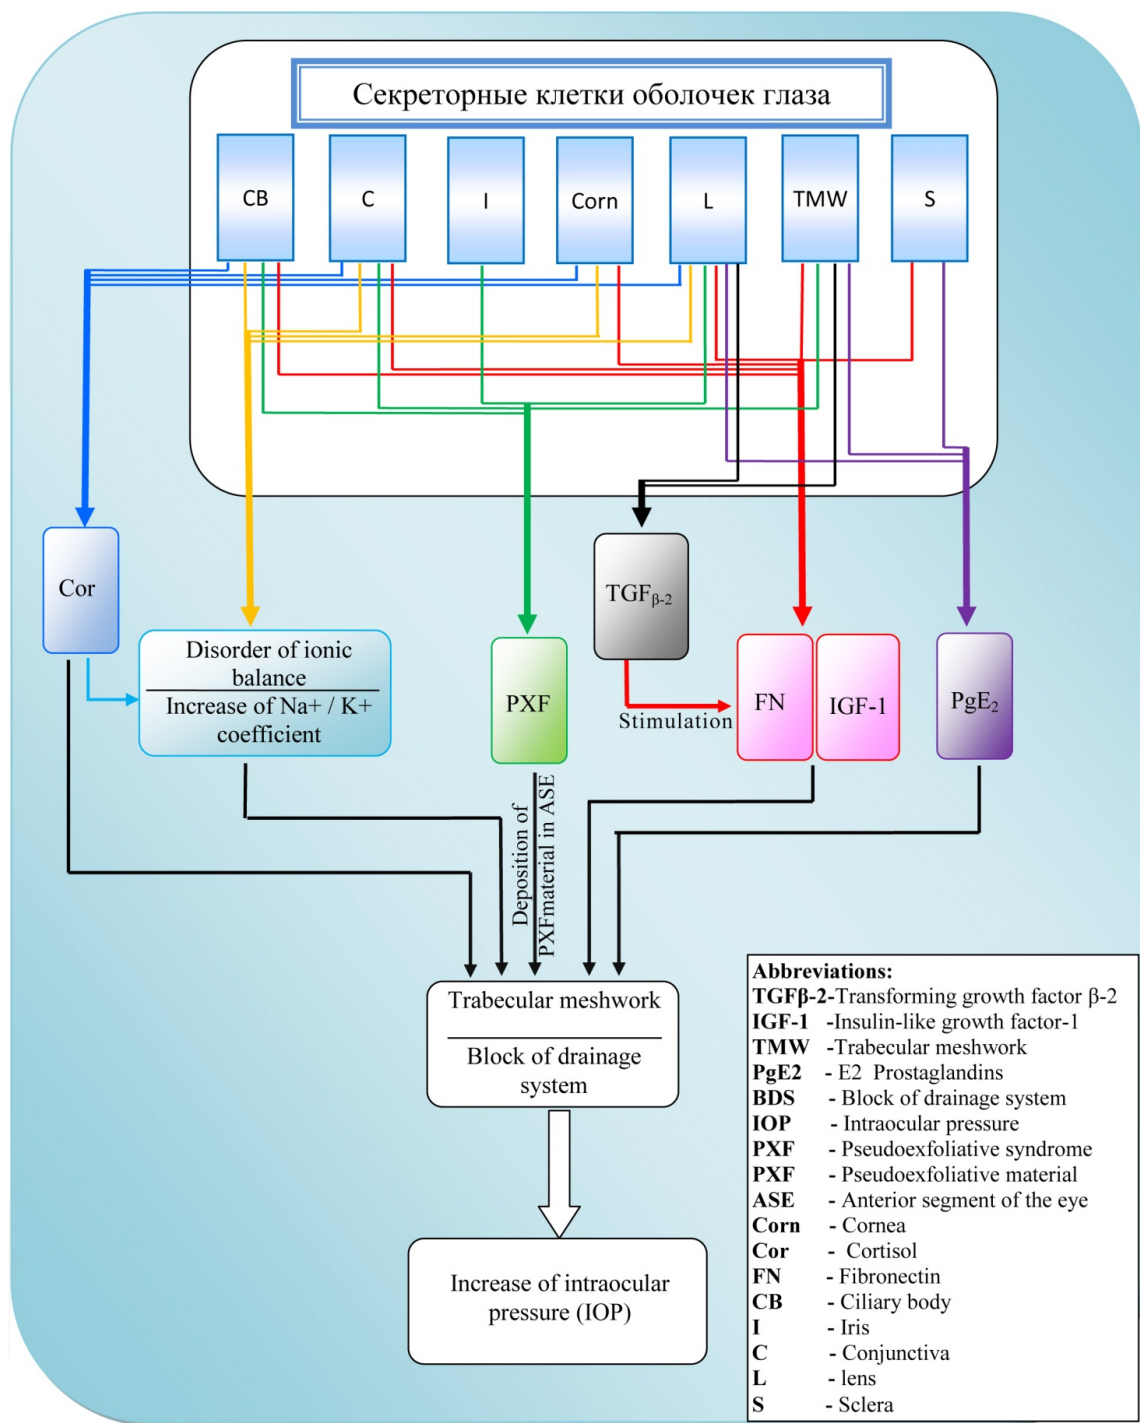 Секреторные клетки оболочек глаза
CB
C
I
Corn
L
TMW
S
Cor
Disorder of ionic
balance
Increase of Na+ / K+
coefficient
PXF
TGFβ-2
Stimulation
FN
IGF-1
PgE2
Deposition of
PXFmaterial in ASE
Trabecular meshwork
Block of drainage
system
Increase of intraocular
pressure (IOP)
Abbreviations:
TGFβ-2-Transforming growth factor β-2
IGF-1 -Insulin-like growth factor-1
TMW -Trabecular meshwork
PgE2 - E2 Prostaglandins
BDS - Block of drainage system
IOP - Intraocular pressure
PXF - Pseudoexfoliative syndrome
PXF - Pseudoexfoliative material
ASE - Anterior segment of the eye
Corn - Cornea
Cor - Cortisol
FN - Fibronectin
CB - Ciliary body
I - Iris
C - Conjunctiva
L - lens
S - Sclera